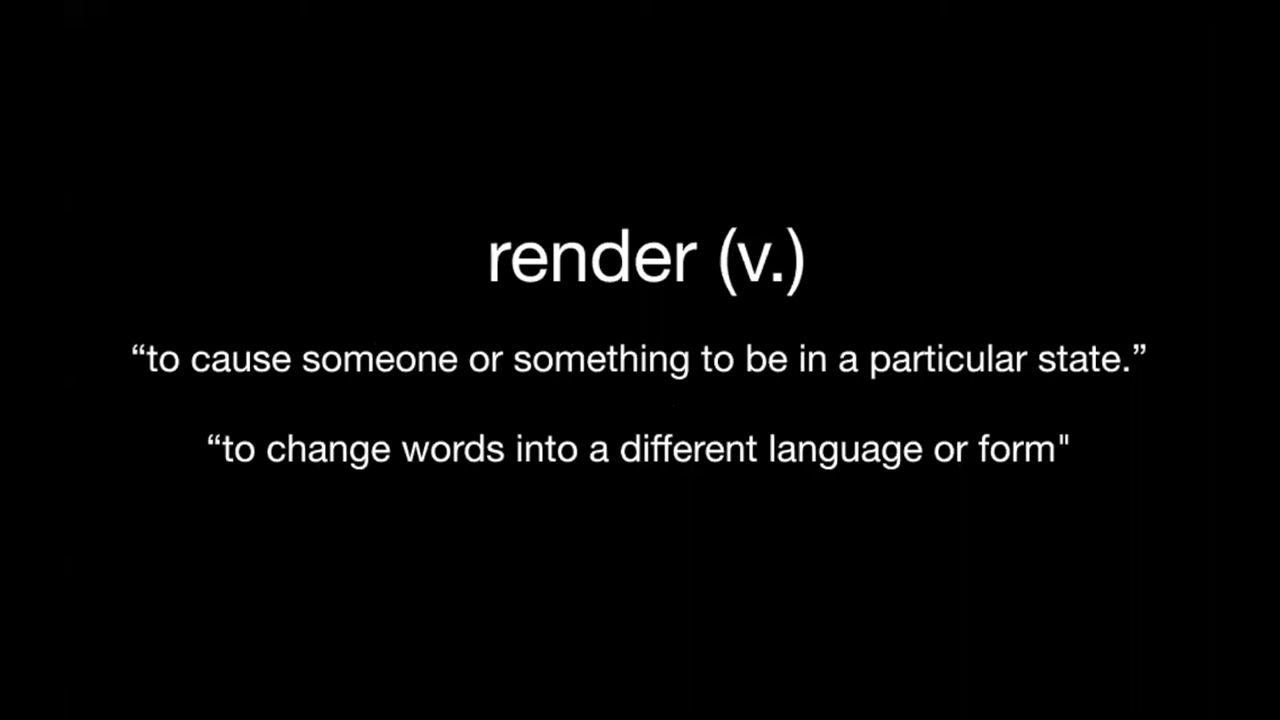 render (v.)
“to cause someone or something to be in a particular state.”
“to change words into a different language or form"